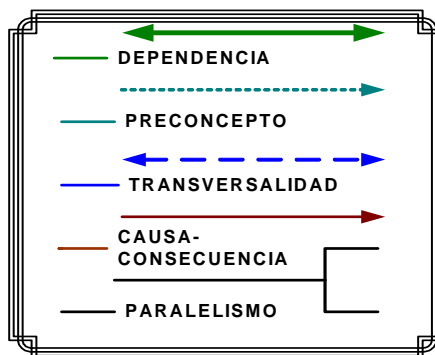 DEPENDENCIA
PRECONCEPTO
TRANSVERSALIDAD
CAUSA-
CONSECUENCIA
PARALELISMO